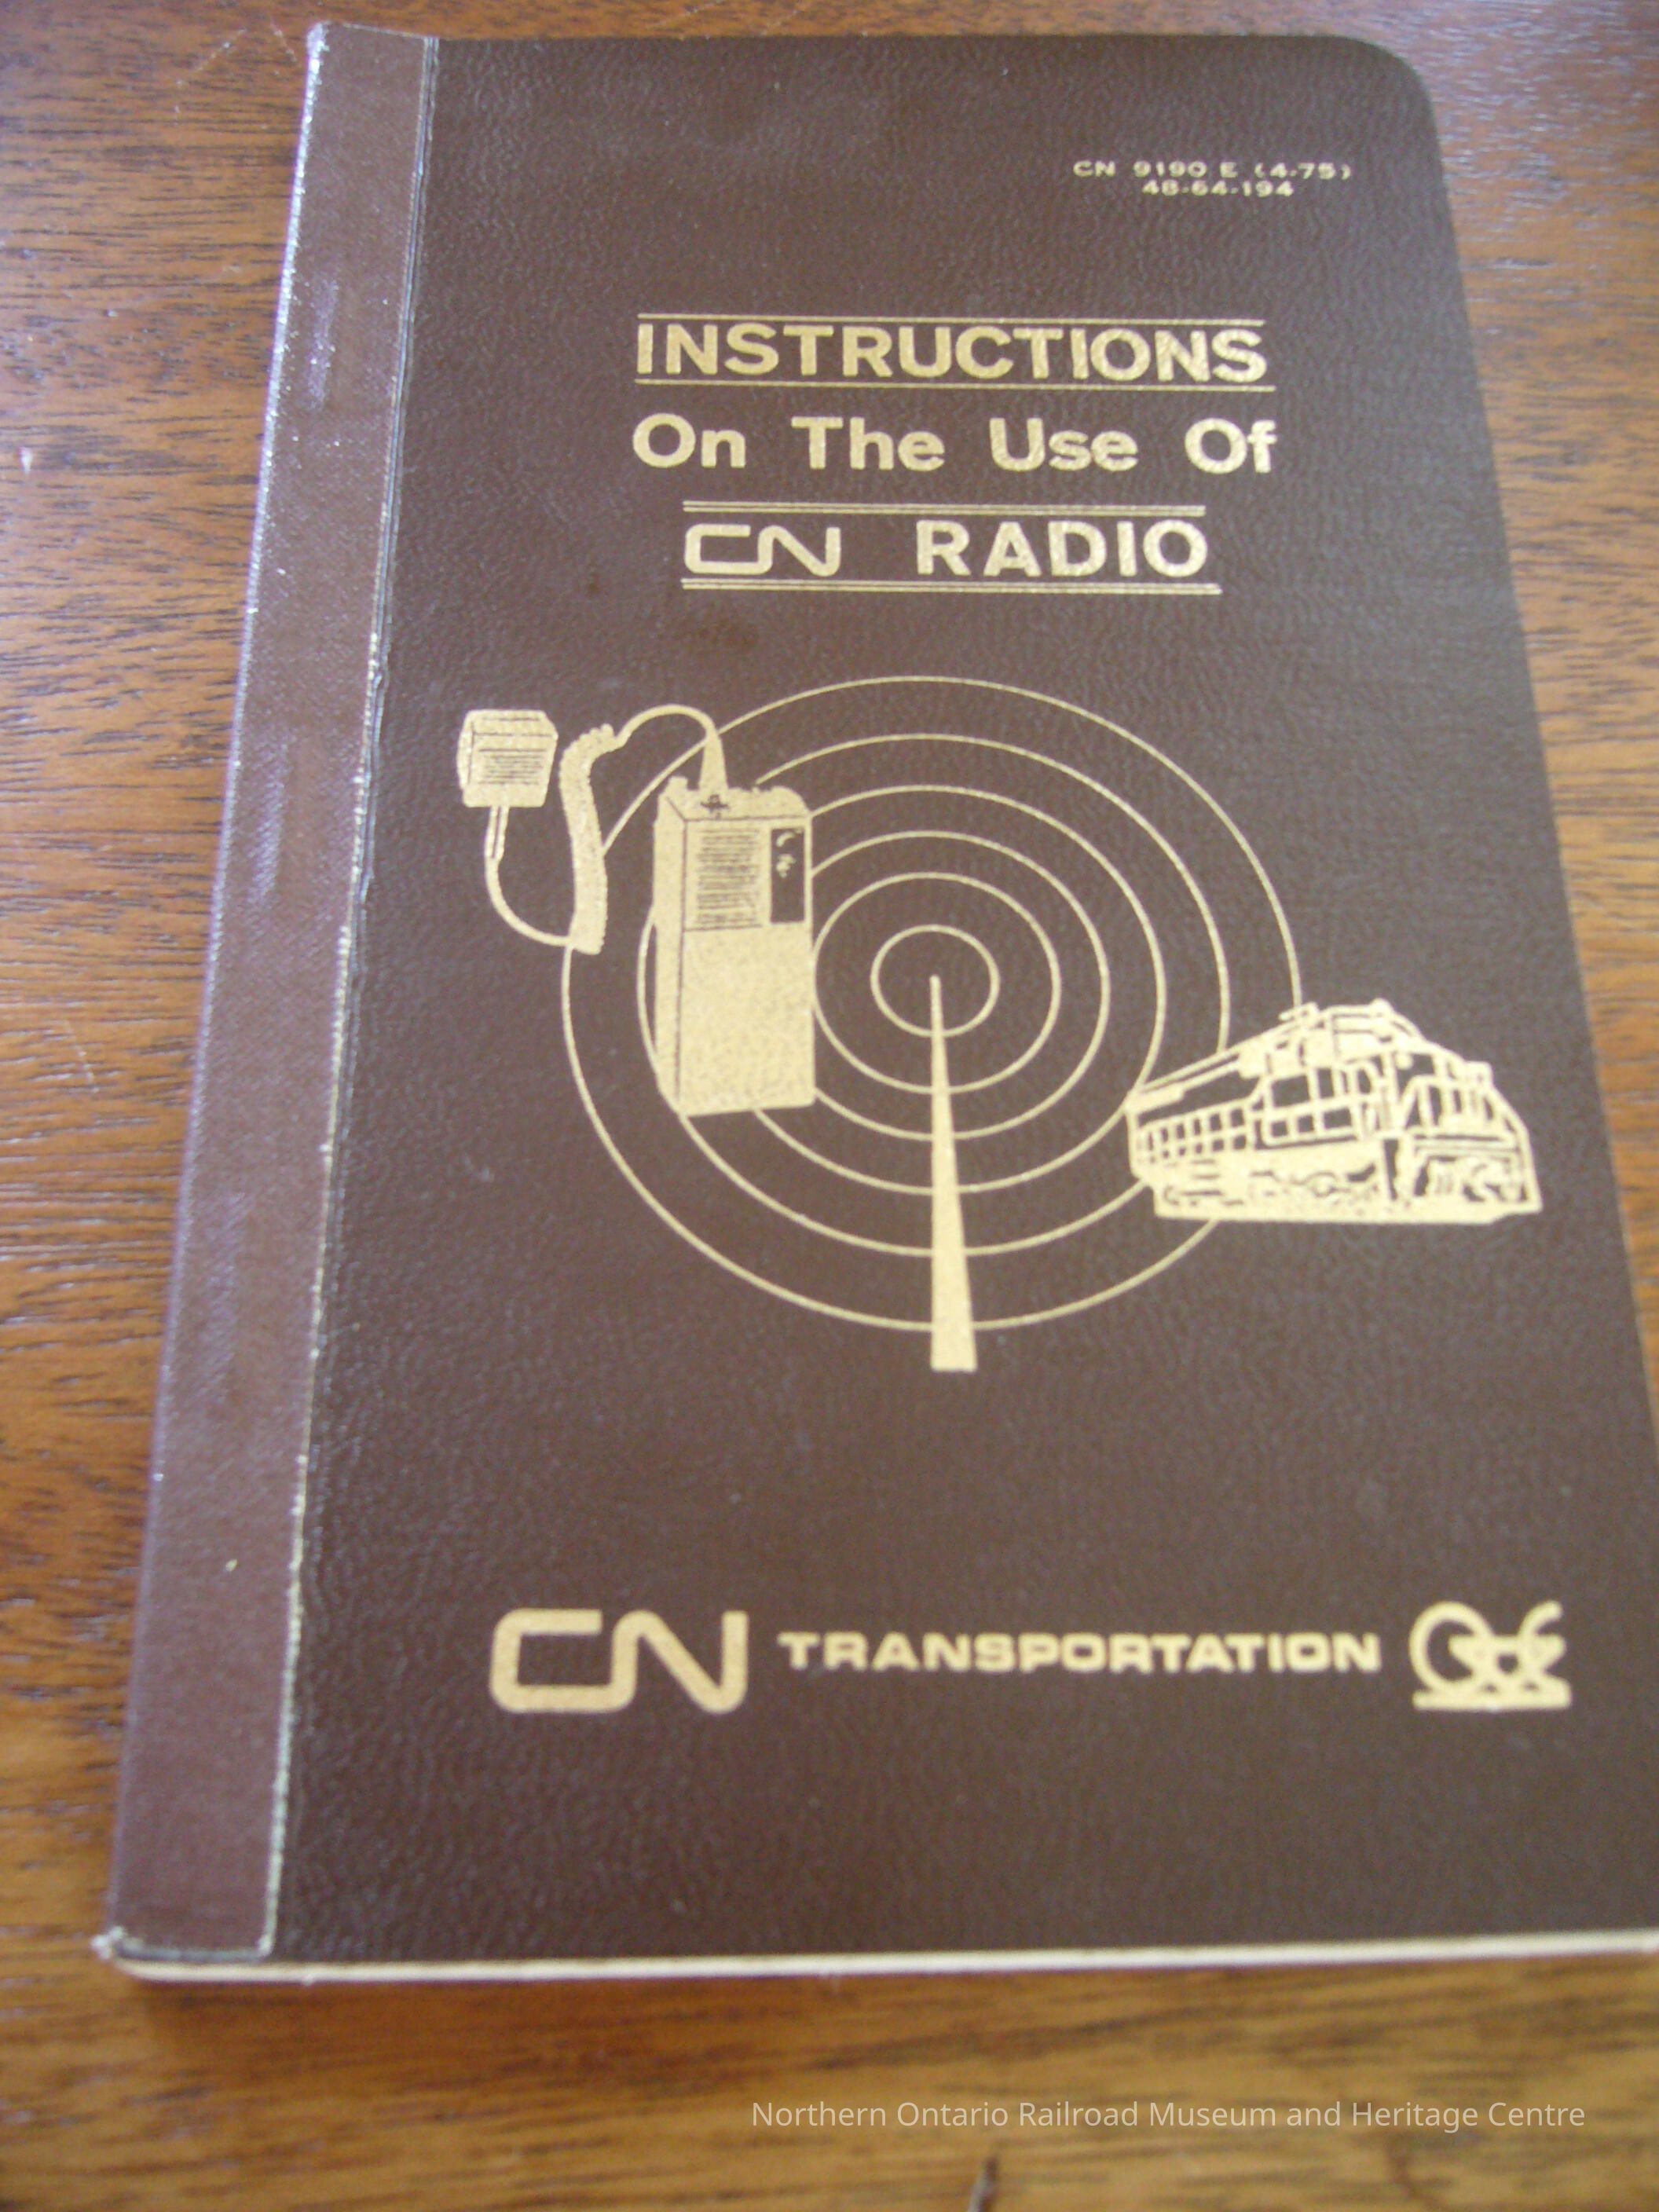 CN 9190 E (4-75)
48-64-194
INSTRUCTIONS
On The Use Of
CN RADIO
CN TRANSPORTATION
Northern Ontario Railroad Museum and Heritage Centre